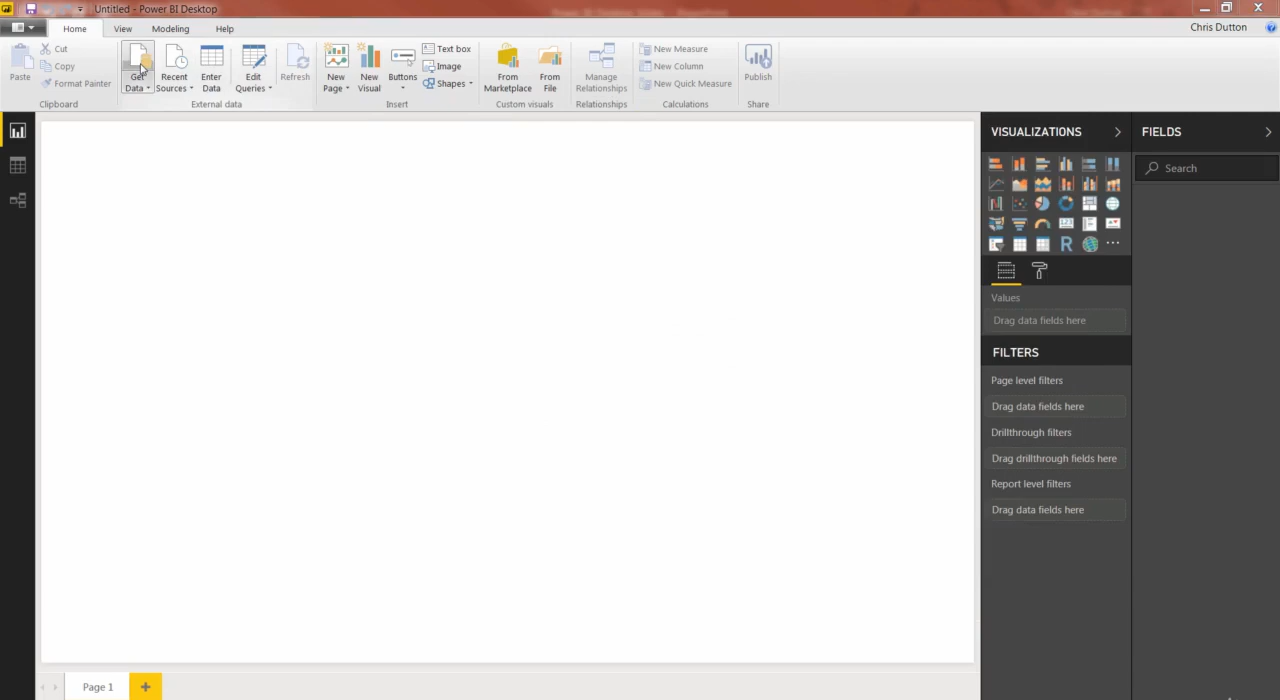 Untitled - Power BI Desktop
Home View Modeling Help
Chris Dutton
Paste
Cut
Copy
Format Painter
Clipboard
Get Data
Recent Sources
Enter Data
Edit Queries
Refresh
External data
New Page
New Visual
Buttons
Text box
Image
Shapes
Insert
From Marketplace
From File
Custom visuals
Manage Relationships
Relationships
New Measure
New Column
New Quick Measure
Calculations
Publish
Share
VISUALIZATIONS
FIELDS
Search
R
Values
Drag data fields here
FILTERS
Page level filters
Drag data fields here
Drillthrough filters
Drag drillthrough fields here
Report level filters
Drag data fields here
Page 1